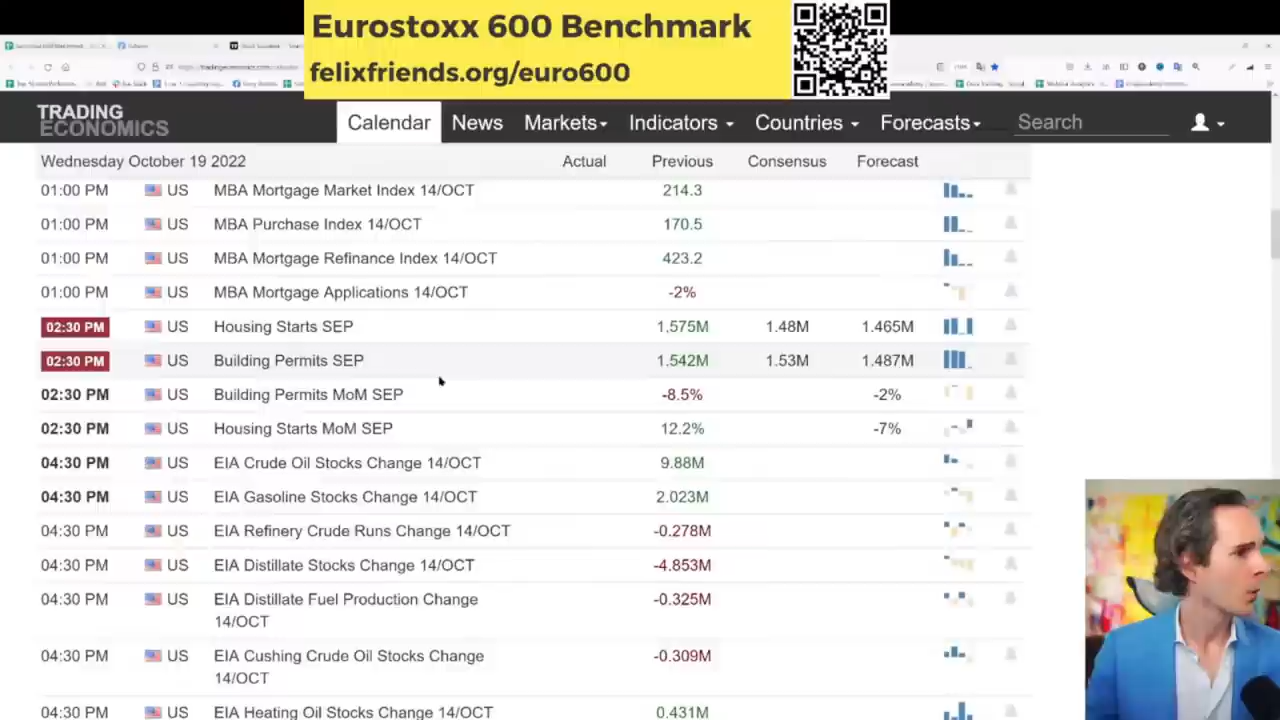 Eurostoxx 600 Benchmark
felixfriends.org/euro600
TRADING
ECONOMICS
Calendar News Markets Indicators Countries Forecasts Search
Wednesday October 19 2022 Actual Previous Consensus Forecast
01:00 PM US MBA Mortgage Market Index 14/OCT 214.3
01:00 PM US MBA Purchase Index 14/OCT 170.5
01:00 PM US MBA Mortgage Refinance Index 14/OCT 423.2
01:00 PM US MBA Mortgage Applications 14/OCT -2%
02:30 PM US Housing Starts SEP 1.575M 1.48M 1.465M
02:30 PM US Building Permits SEP 1.542M 1.53M 1.487M
02:30 PM US Building Permits MoM SEP -8.5% -2%
02:30 PM US Housing Starts MoM SEP 12.2% -7%
04:30 PM US EIA Crude Oil Stocks Change 14/OCT 9.88M
04:30 PM US EIA Gasoline Stocks Change 14/OCT 2.023M
04:30 PM US EIA Refinery Crude Runs Change 14/OCT -0.278M
04:30 PM US EIA Distillate Stocks Change 14/OCT -4.853M
04:30 PM US EIA Distillate Fuel Production Change -0.325M
14/OCT
04:30 PM US EIA Cushing Crude Oil Stocks Change -0.309M
14/OCT
04:30 PM US EIA Heating Oil Stocks Change 14/OCT 0.431M